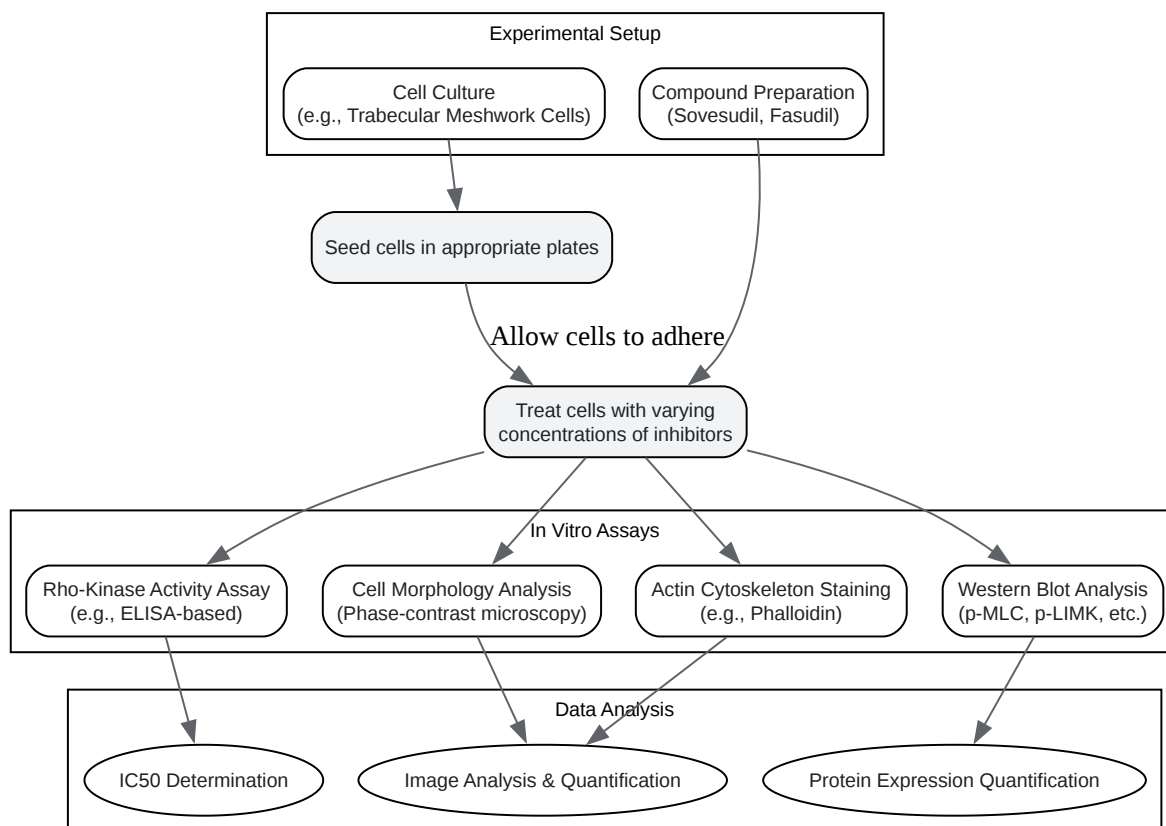 Experimental Setup
Cell Culture
(e.g., Trabecular Meshwork Cells)
Compound Preparation
(Sovesudil, Fasudil)
Seed cells in appropriate plates
Allow cells to adhere
Treat cells with varying
concentrations of inhibitors
In Vitro Assays
Rho-Kinase Activity Assay
(e.g., ELISA-based)
Cell Morphology Analysis
(Phase-contrast microscopy)
Actin Cytoskeleton Staining
(e.g., Phalloidin)
Western Blot Analysis
(p-MLC, p-LIMK, etc.)
Data Analysis
IC50 Determination
Image Analysis & Quantification
Protein Expression Quantification